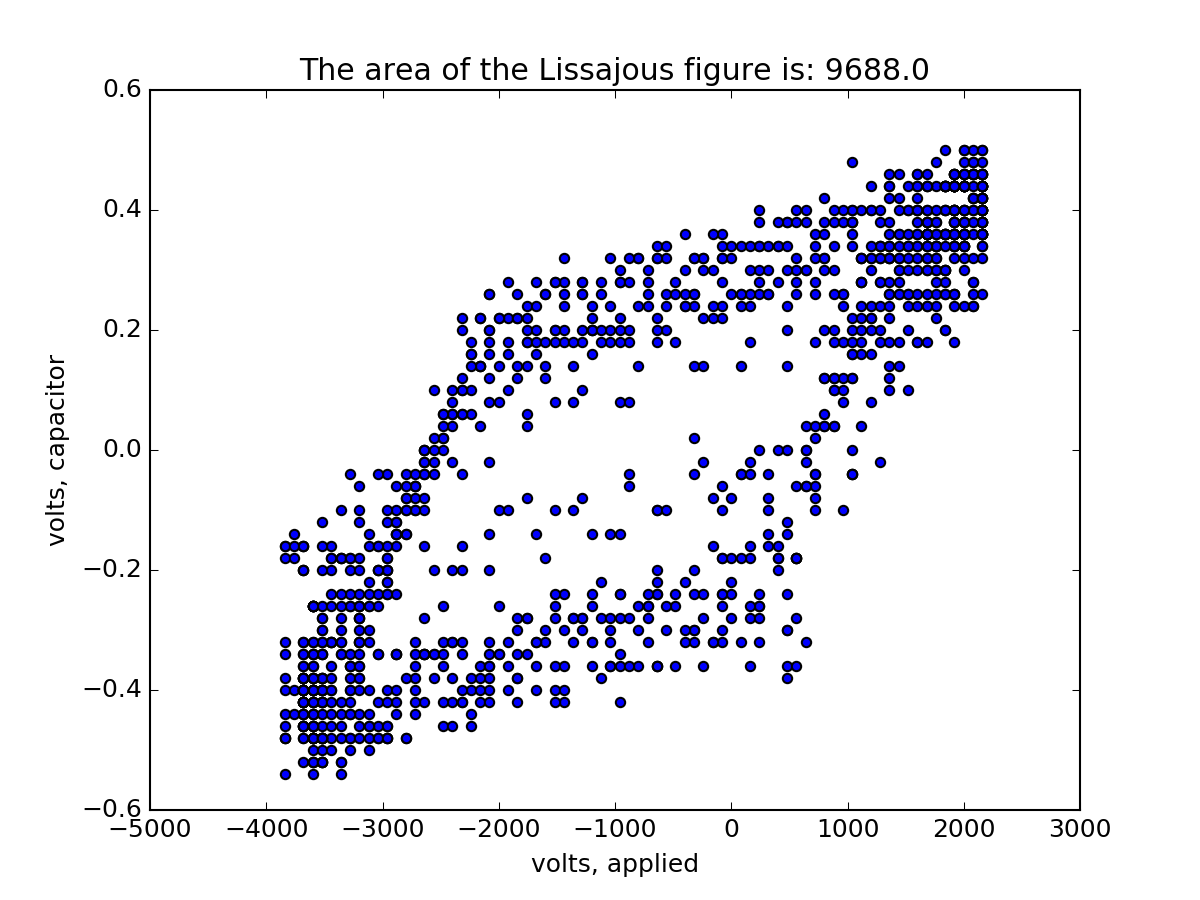 The area of the Lissajous figure is: 9688.0
0.6
0.4
0.2
0.0
−0.2
−0.4
−0.6
volts, capacitor
−5000 −4000 −3000 −2000 −1000 0 1000 2000 3000
volts, applied